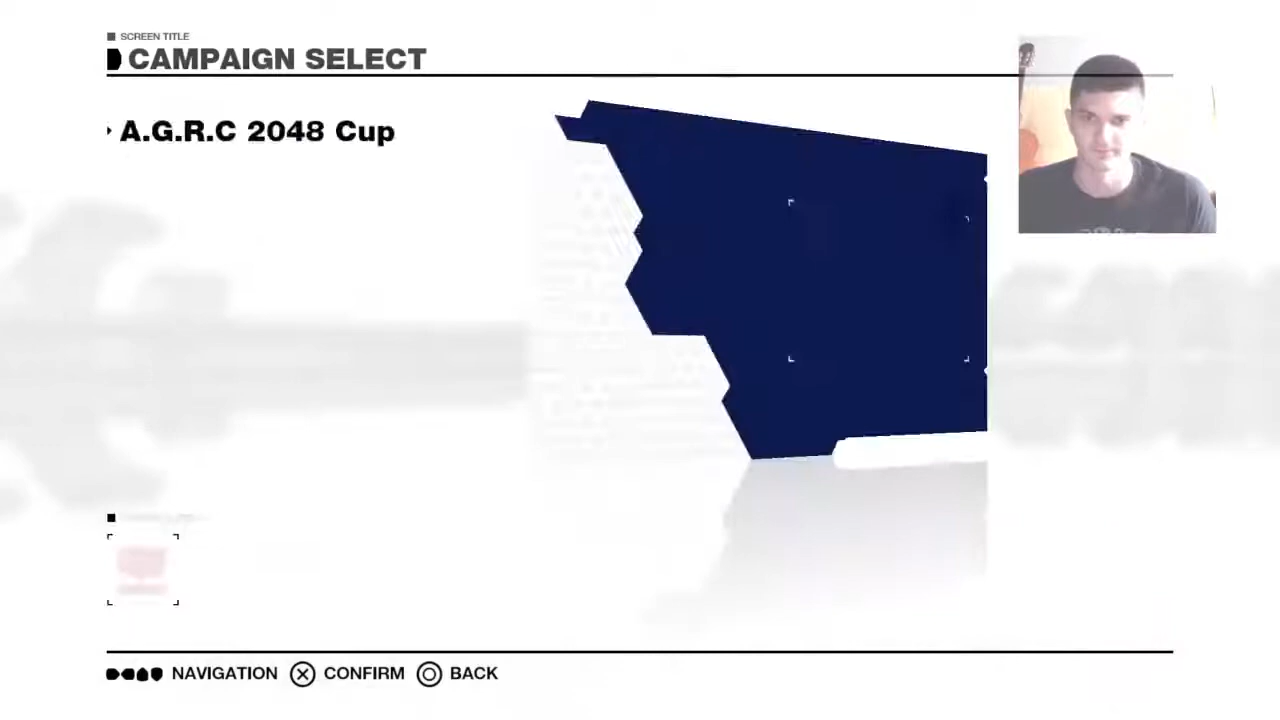 SCREEN TITLE
CAMPAIGN SELECT
A.G.R.C 2048 Cup
NAVIGATION CONFIRM BACK